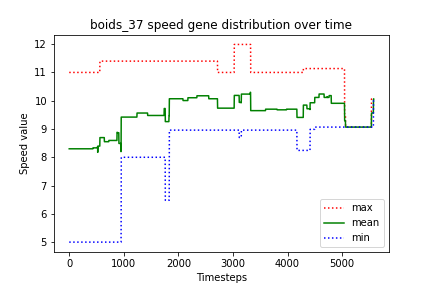 boids_37 speed gene distribution over time
Speed value
12
11
10
9
8
7
6
5
0
1000
2000
3000
4000
5000
Timesteps
max
mean
min